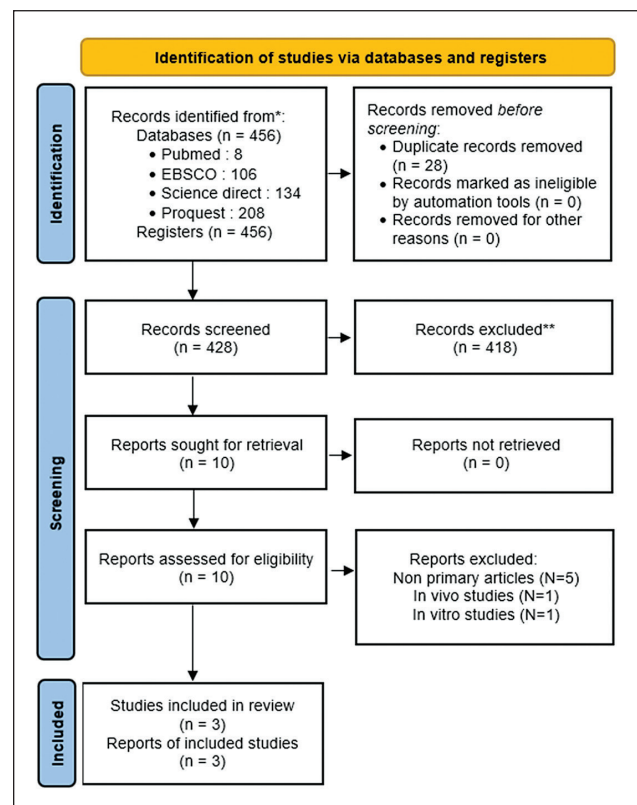 Identification of studies via databases and registers
Identification
Records identified from*:
Databases (n = 456)
• Pubmed : 8
• EBSCO : 106
• Science direct : 134
• Proquest : 208
Registers (n = 456)
Records removed before
screening:
• Duplicate records removed
(n = 28)
• Records marked as ineligible
by automation tools (n = 0)
• Records removed for other
reasons (n = 0)
Screening
Records screened
(n = 428)
Records excluded**
(n = 418)
Reports sought for retrieval
(n = 10)
Reports not retrieved
(n = 0)
Reports assessed for eligibility
(n = 10)
Reports excluded:
Non primary articles (N=5)
In vivo studies (N=1)
In vitro studies (N=1)
Included
Studies included in review
(n = 3)
Reports of included studies
(n = 3)